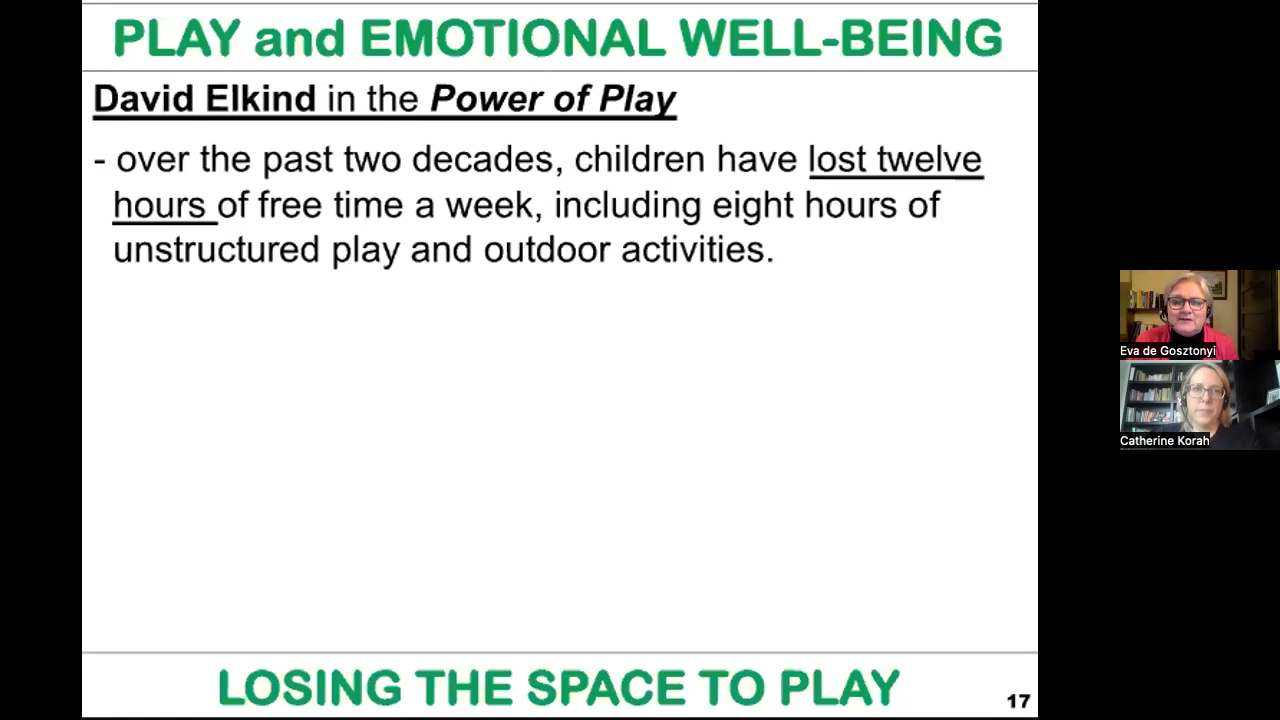 PLAY and EMOTIONAL WELL-BEING
David Elkind in the Power of Play
- over the past two decades, children have lost twelve
hours of free time a week, including eight hours of
unstructured play and outdoor activities.
Eva de Gosztonyi
Catherine Korah
LOSING THE SPACE TO PLAY
17